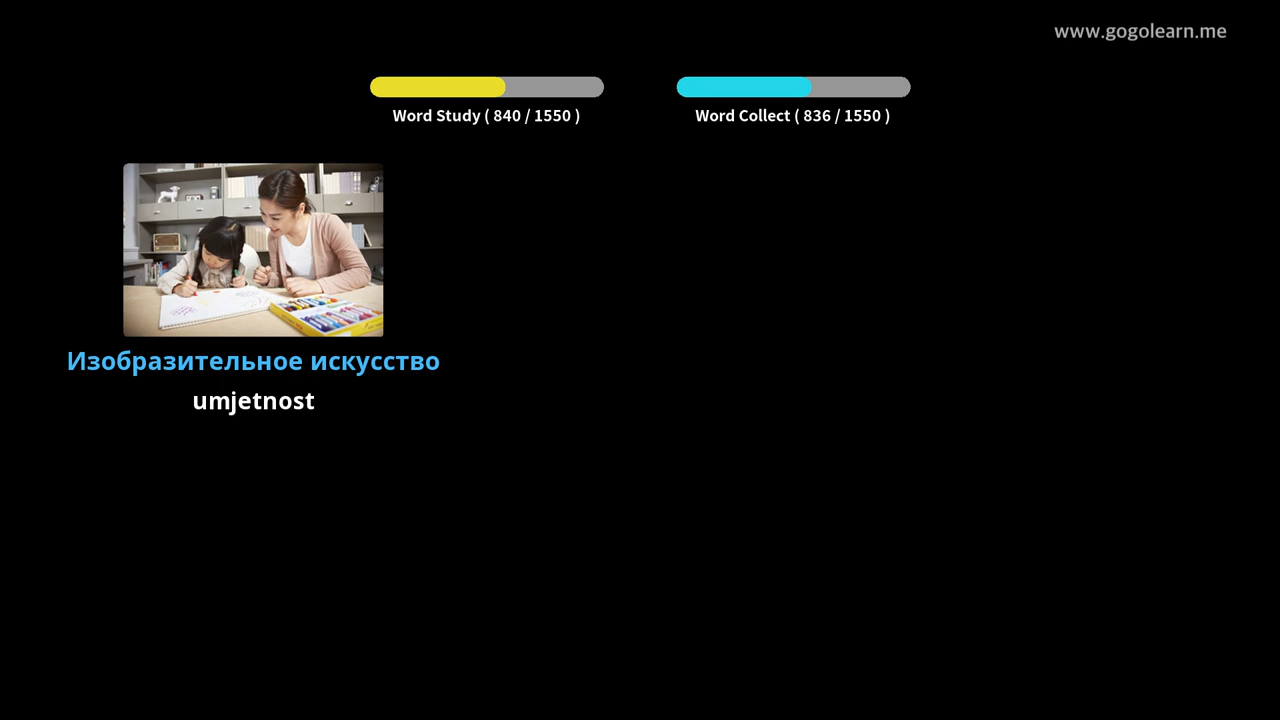 www.gogolearn.me
Word Study ( 840 / 1550 )
Word Collect ( 836 / 1550 )
Изобразительное искусство
umjetnost